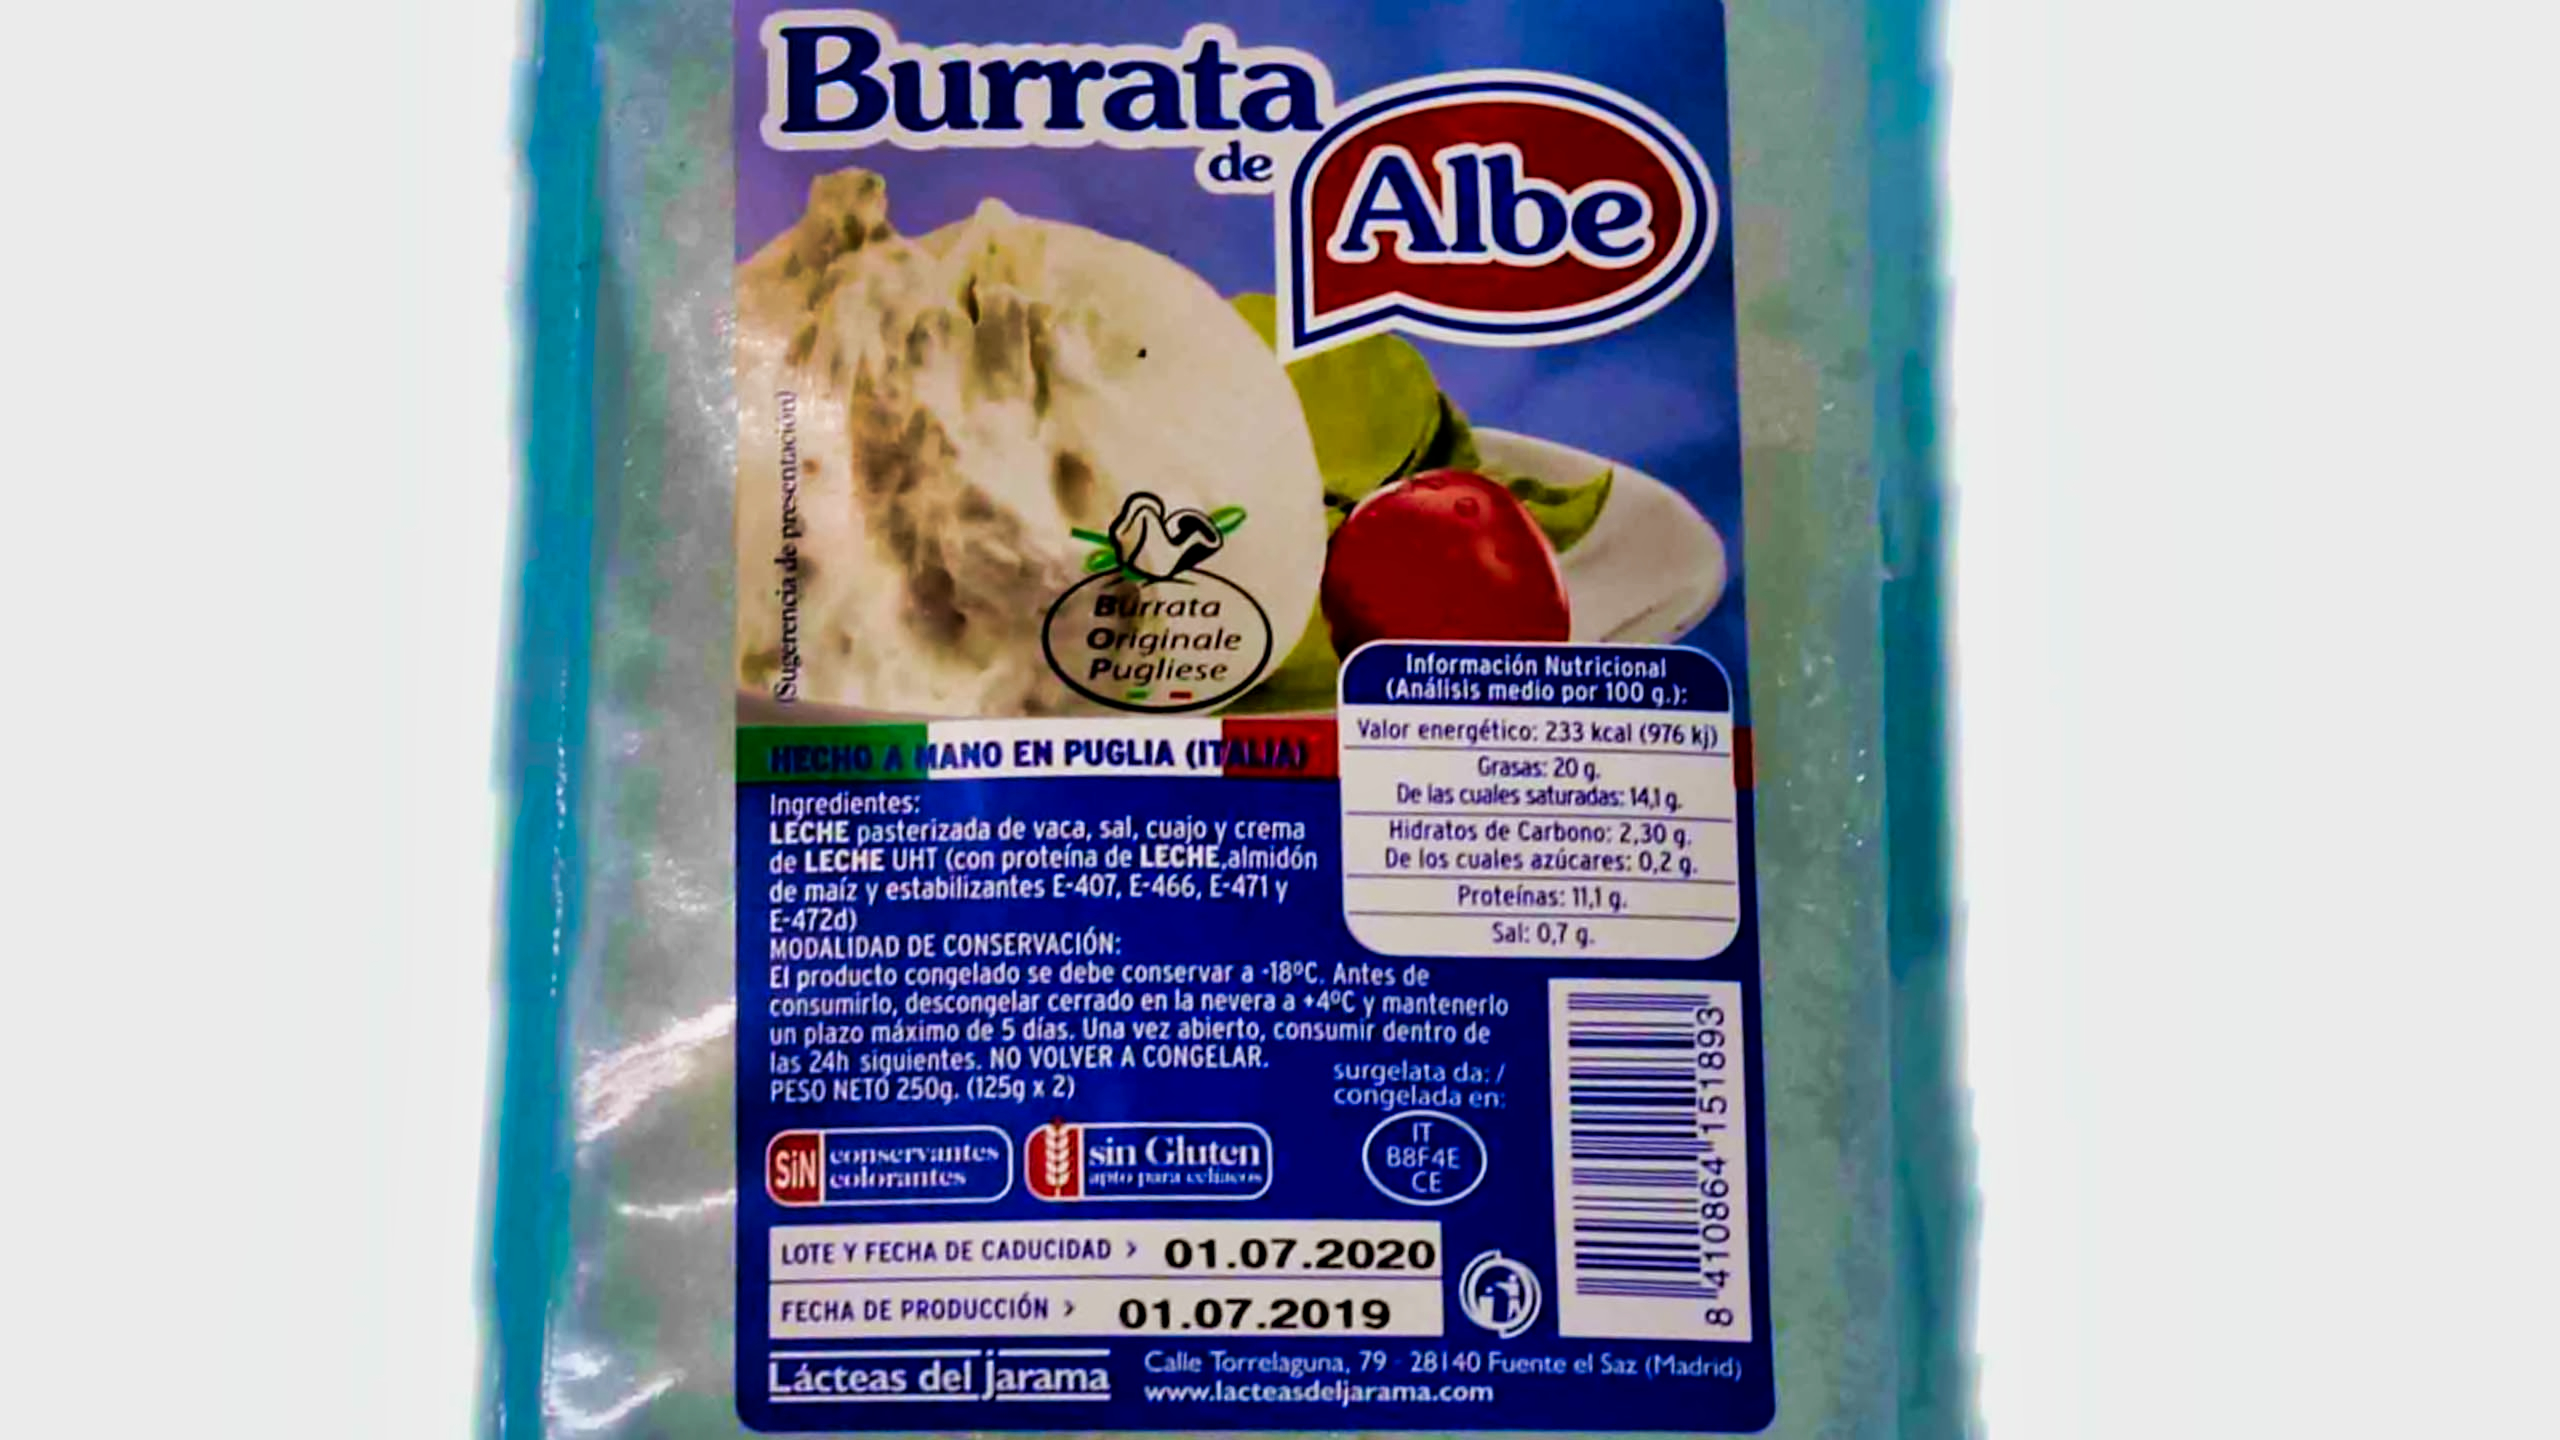 Burrata
de
Albe
(Sugerencia de presentación)
Burrata
Originale
Pugliese
HECHO A MANO EN PUGLIA (ITALIA)
Información Nutricional
(Análisis medio por 100 g.):
Valor energético: 233 kcal (976 kj)
Grasas: 20 g.
De las cuales saturadas: 14,1 g.
Hidratos de Carbono: 2,30 g.
De los cuales azúcares: 0,2 g.
Proteínas: 11,1 g.
Sal: 0,7 g.
Ingredientes:
LECHE pasterizada de vaca, sal, cuajo y crema
de LECHE UHT (con proteína de LECHE,almidón
de maíz y estabilizantes E-407, E-466, E-471 y
E-472d)
MODALIDAD DE CONSERVACIÓN:
El producto congelado se debe conservar a -18ºC. Antes de
consumirlo, descongelar cerrado en la nevera a +4ºC y mantenerlo
un plazo máximo de 5 días. Una vez abierto, consumir dentro de
las 24h siguientes. NO VOLVER A CONGELAR.
PESO NETO 250g. (125g x 2)
surgelata da: /
congelada en:
IT
B8F4E
CE
SiN conservantes
colorantes
sin Gluten
apto para celíacos
8 410864 151893
LOTE Y FECHA DE CADUCIDAD > 01.07.2020
FECHA DE PRODUCCIÓN > 01.07.2019
Lácteas del Jarama
Calle Torrelaguna, 79 - 28140 Fuente el Saz (Madrid)
www.lacteasdeljarama.com